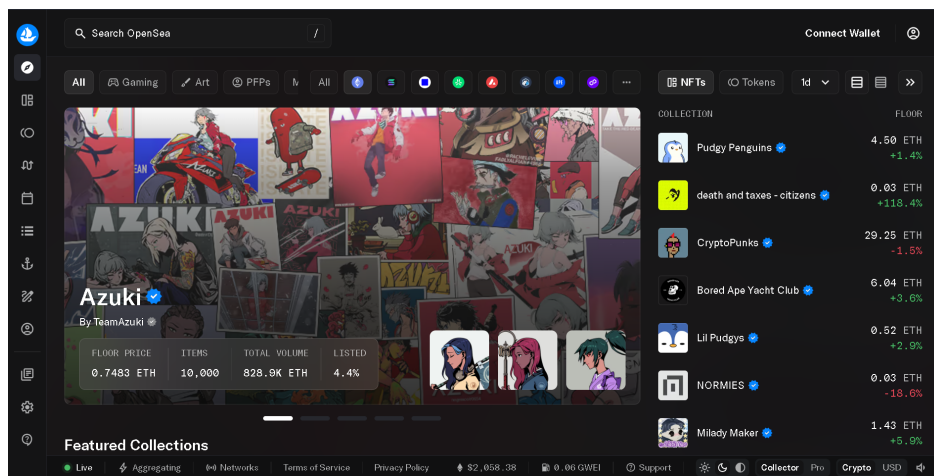 Search OpenSea
/
Connect Wallet
All
Gaming
Art
PFPs
All
NFTs
Tokens
1d
COLLECTION
FLOOR
Pudgy Penguins
4.50 ETH
+1.4%
death and taxes - citizens
0.03 ETH
+118.4%
CryptoPunks
29.25 ETH
-1.5%
Bored Ape Yacht Club
6.04 ETH
+3.6%
Lil Pudgys
0.52 ETH
+2.9%
NORMIES
0.03 ETH
-18.6%
Milady Maker
1.43 ETH
+5.9%
AZUKI
AZUKI
AZUKI
AZUKI
Azuki
By TeamAzuki
FLOOR PRICE
ITEMS
TOTAL VOLUME
LISTED
0.7483 ETH
10,000
828.9K ETH
4.4%
Featured Collections
Live
Aggregating
Networks
Terms of Service
Privacy Policy
$2,058.38
0.06 GWEI
Support
Collector
Pro
Crypto
USD